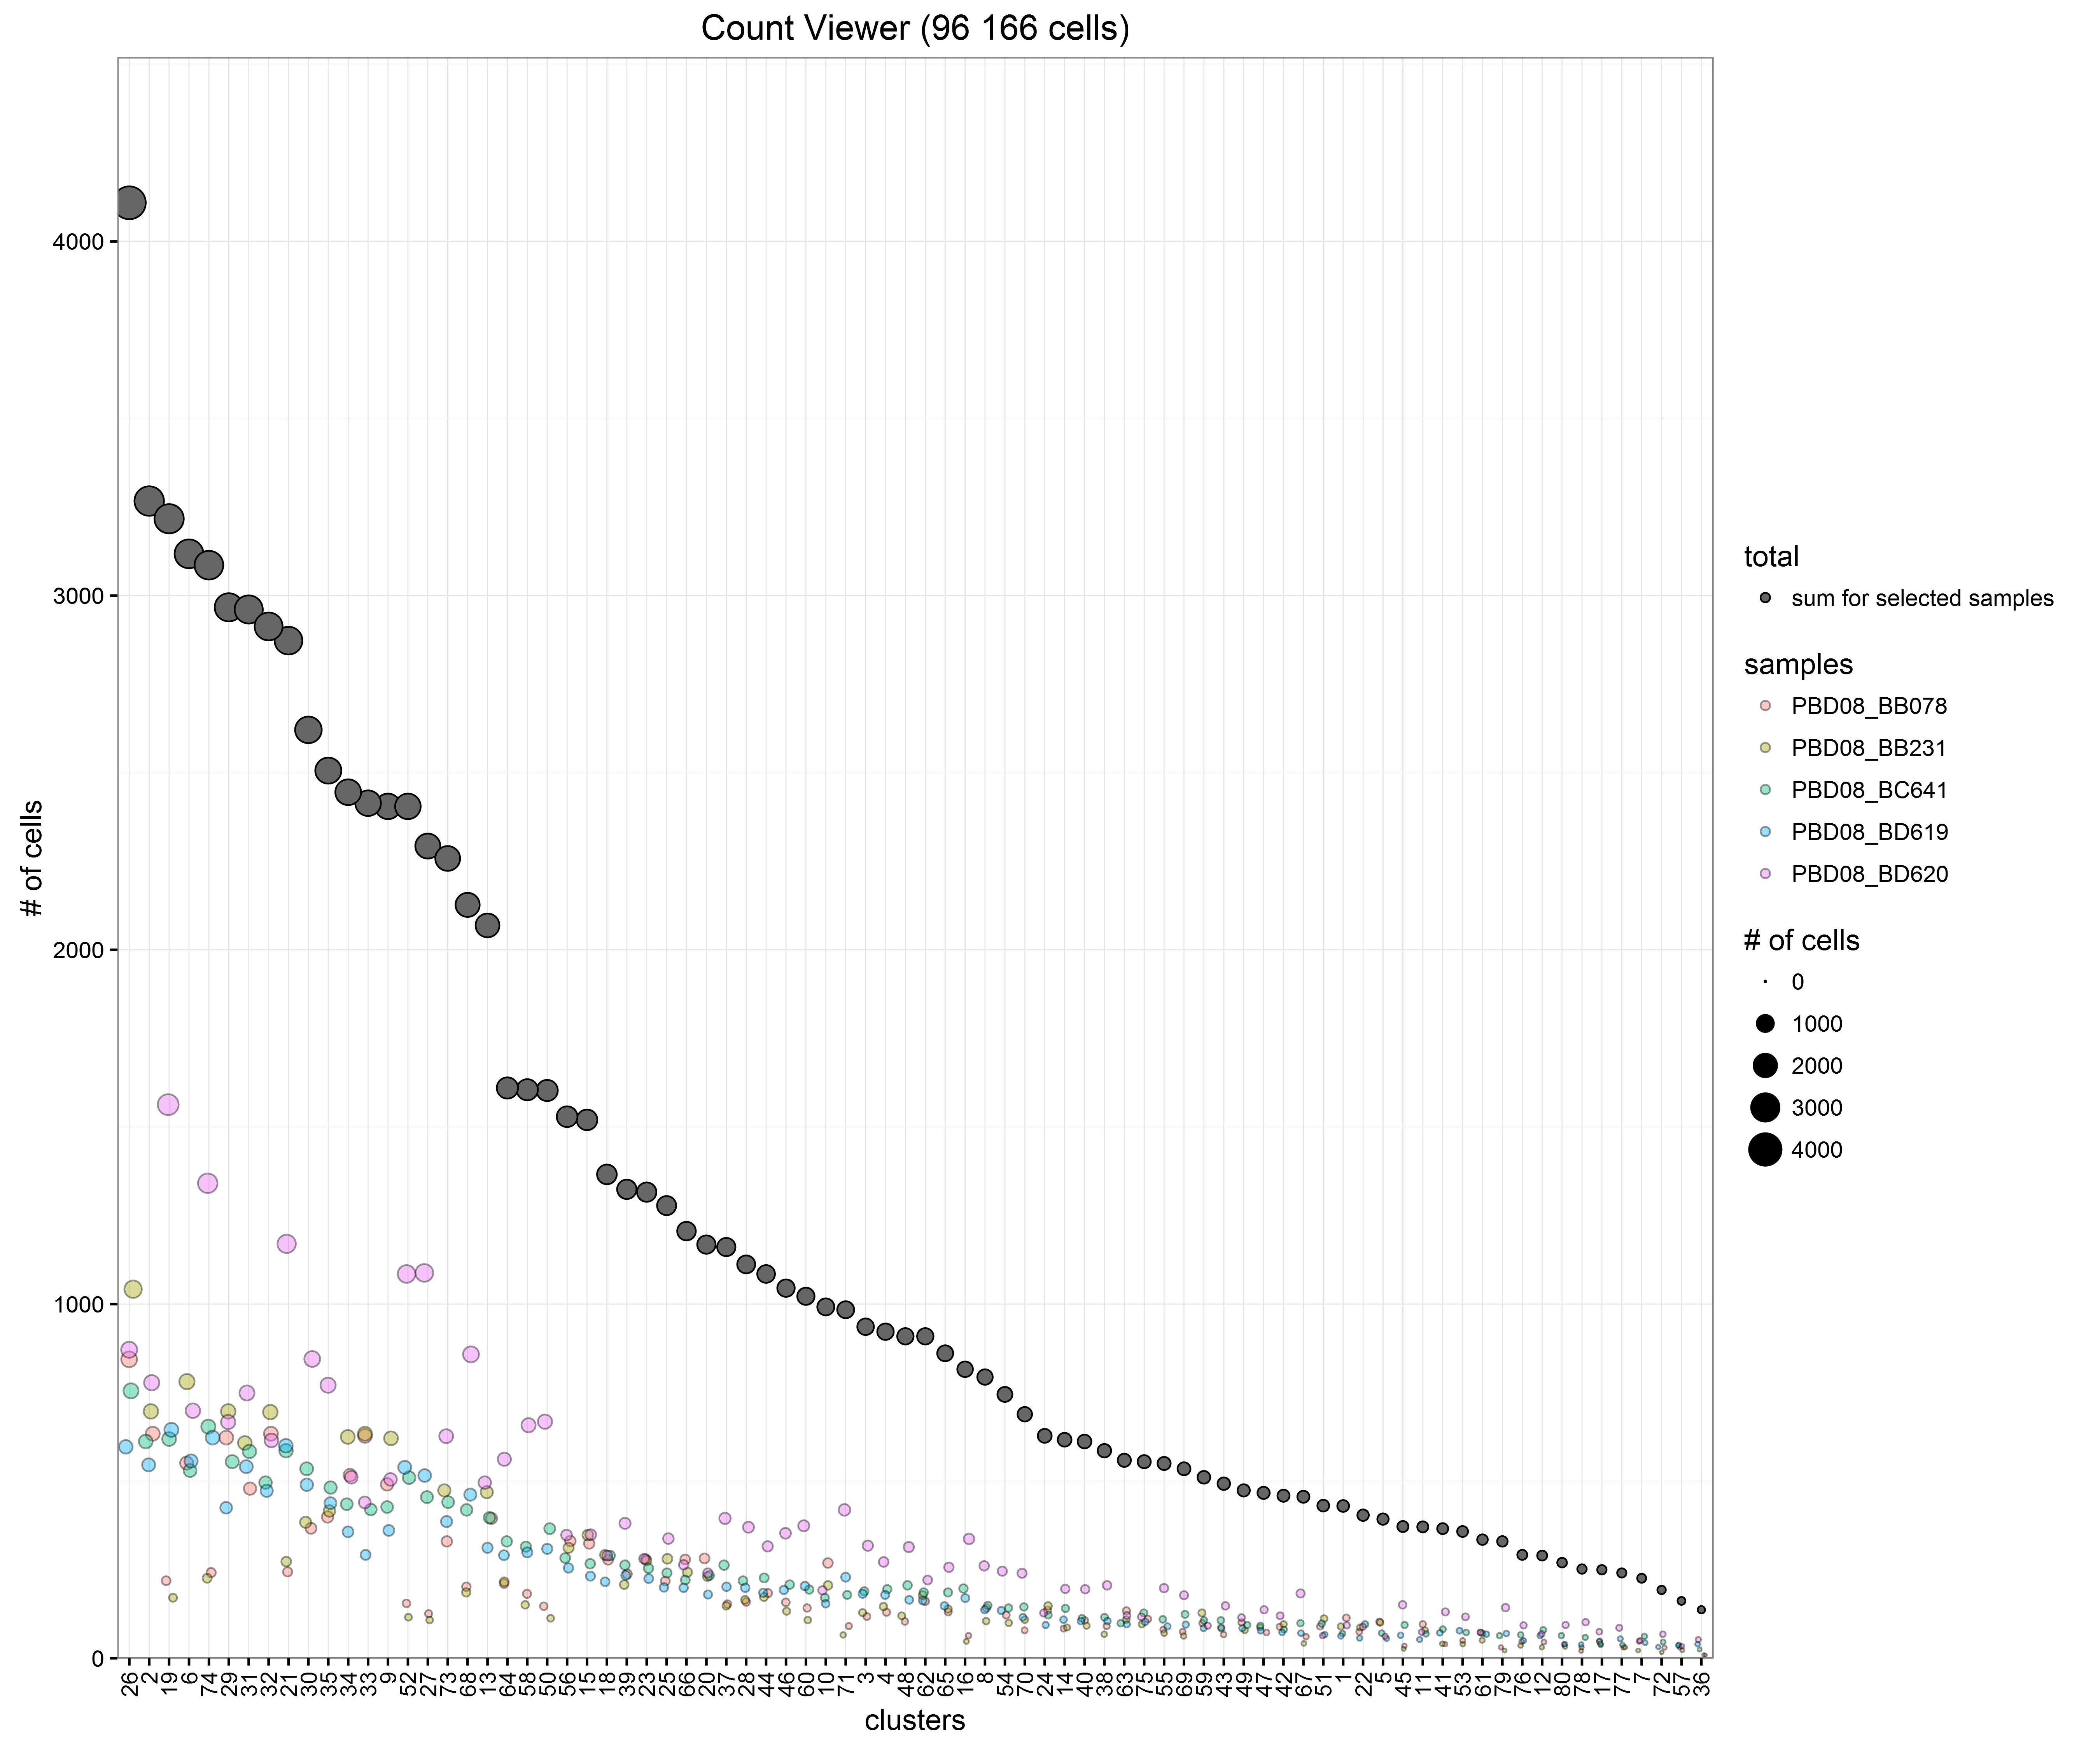 Count Viewer (96 166 cells)
# of cells
4000
3000
2000
1000
0
26 2 19 6 74 29 31 32 21 30 35 34 33 9 52 27 73 68 13 64 58 50 56 15 18 39 23 25 66 20 37 28 44 46 60 10 71 3 4 48 62 65 16 8 54 70 24 14 40 38 63 75 55 69 59 43 49 47 42 67 51 1 22 5 45 11 41 53 61 79 76 12 80 78 17 77 7 72 57 36
clusters
total
sum for selected samples
samples
PBD08_BB078
PBD08_BB231
PBD08_BC641
PBD08_BD619
PBD08_BD620
# of cells
0
1000
2000
3000
4000